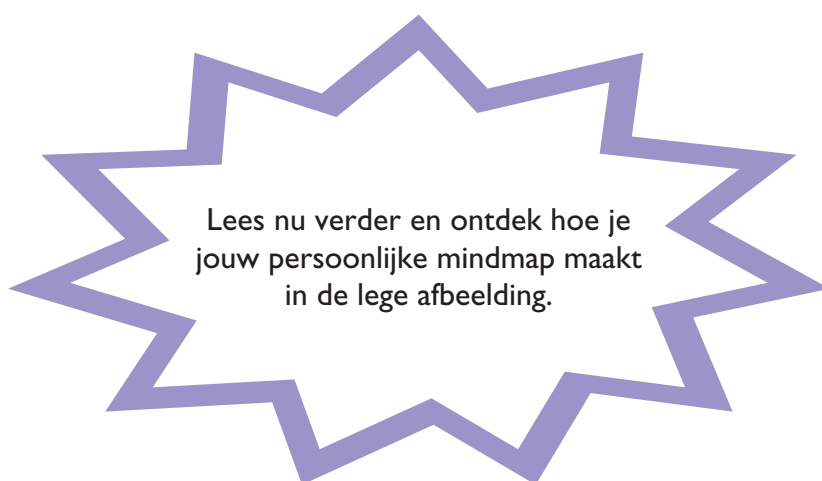 Lees nu verder en ontdek hoe je
jouw persoonlijke mindmap maakt
in de lege afbeelding.